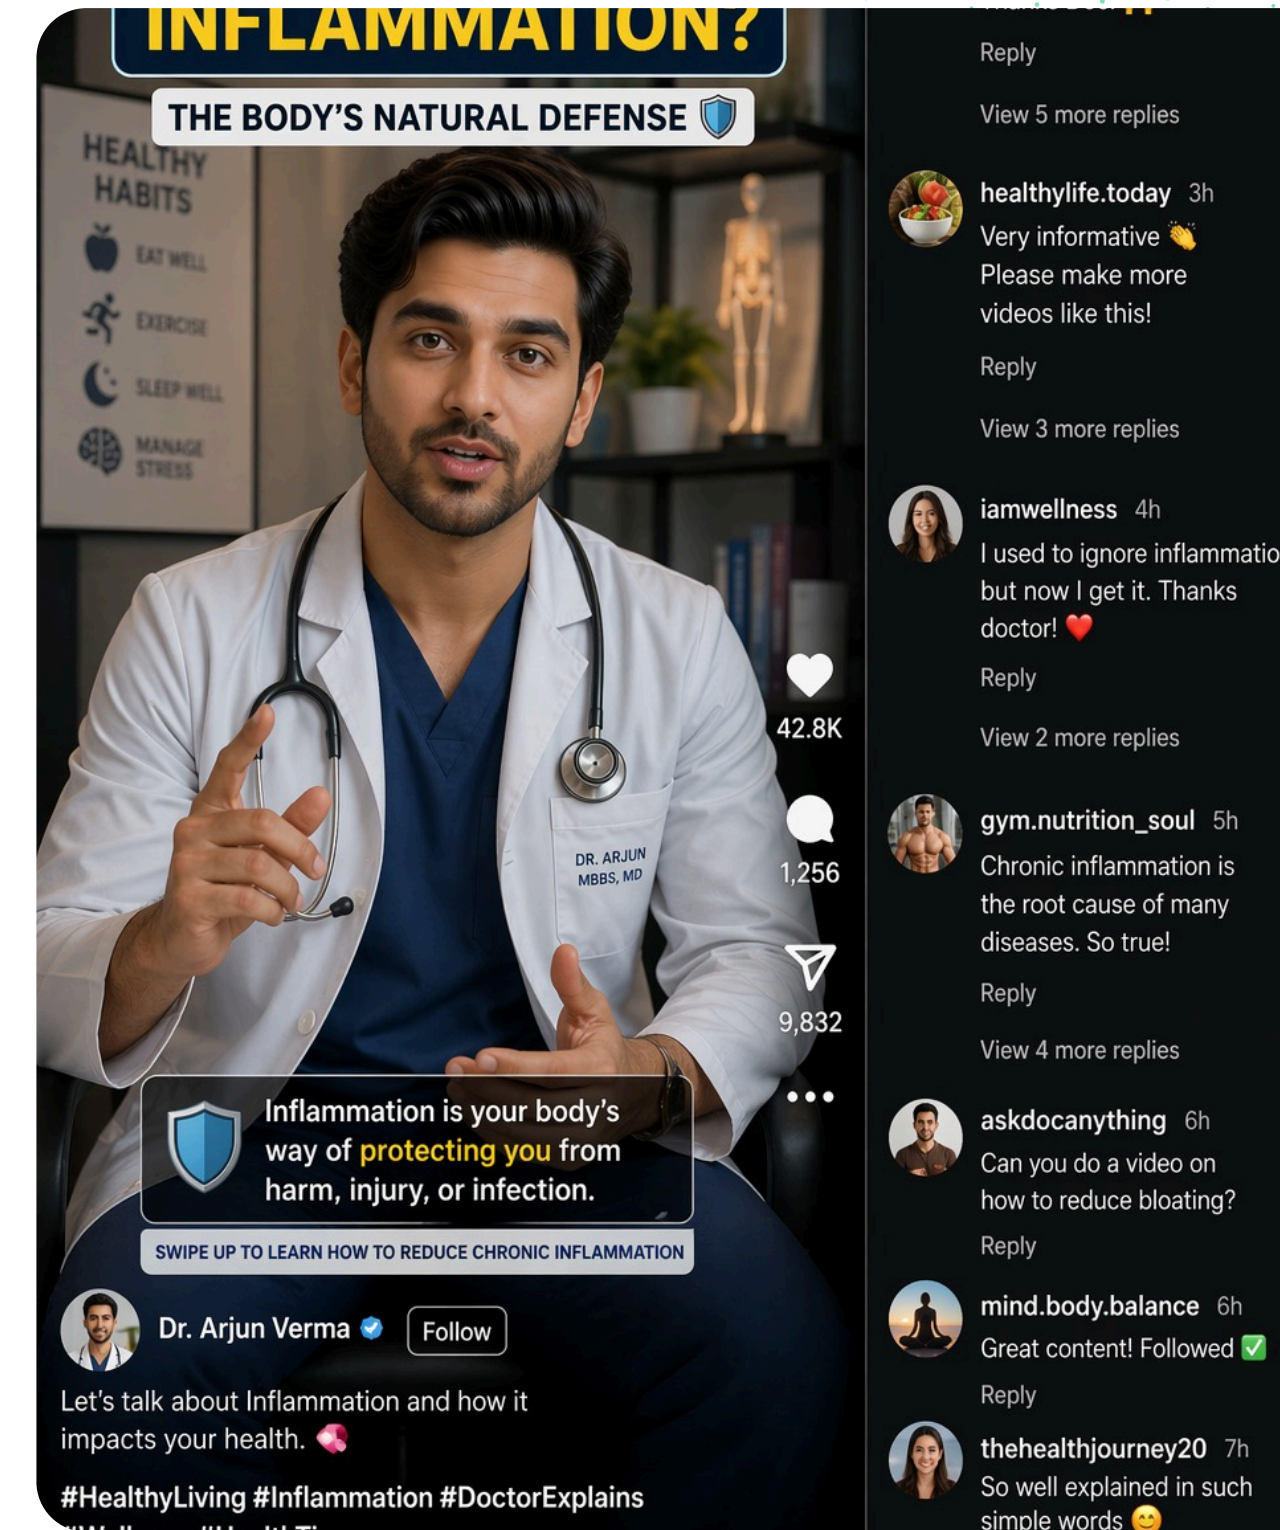 INFLAMMATION?
THE BODY'S NATURAL DEFENSE
HEALTHY
HABITS
EAT WELL
EXERCISE
SLEEP WELL
MANAGE
STRESS
DR. ARJUN
MBBS, MD
42.8K
1,256
9,832
Inflammation is your body's
way of protecting you from
harm, injury, or infection.
SWIPE UP TO LEARN HOW TO REDUCE CHRONIC INFLAMMATION
Dr. Arjun Verma
Follow
Let's talk about Inflammation and how it
impacts your health.
#HealthyLiving #Inflammation #DoctorExplains
Reply
View 5 more replies
healthylife.today 3h
Very informative 👏
Please make more
videos like this!
Reply
View 3 more replies
iamwellness 4h
I used to ignore inflammatio
but now I get it. Thanks
doctor! ❤️
Reply
View 2 more replies
gym.nutrition_soul 5h
Chronic inflammation is
the root cause of many
diseases. So true!
Reply
View 4 more replies
askdocanything 6h
Can you do a video on
how to reduce bloating?
Reply
mind.body.balance 6h
Great content! Followed ✅
Reply
thehealthjourney20 7h
So well explained in such
simple words 😊